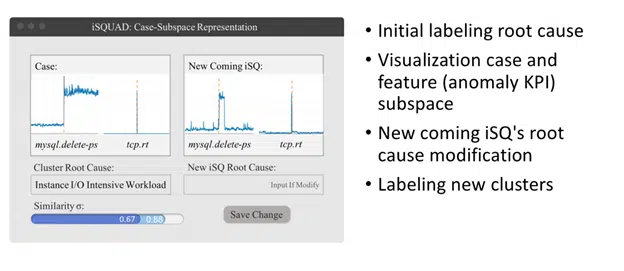 iSQUAD: Case-Subspace Representation
Case:
mysql.delete-ps tcp.rt
New Coming iSQ:
mysql.delete-ps tcp.rt
Cluster Root Cause:
Instance I/O Intensive Workload
New iSQ Root Cause:
Input If Modify
Similarity σ:
0.67 0.88
Save Change
• Initial labeling root cause
• Visualization case and
feature (anomaly KPI)
subspace
• New coming iSQ's root
cause modification
• Labeling new clusters